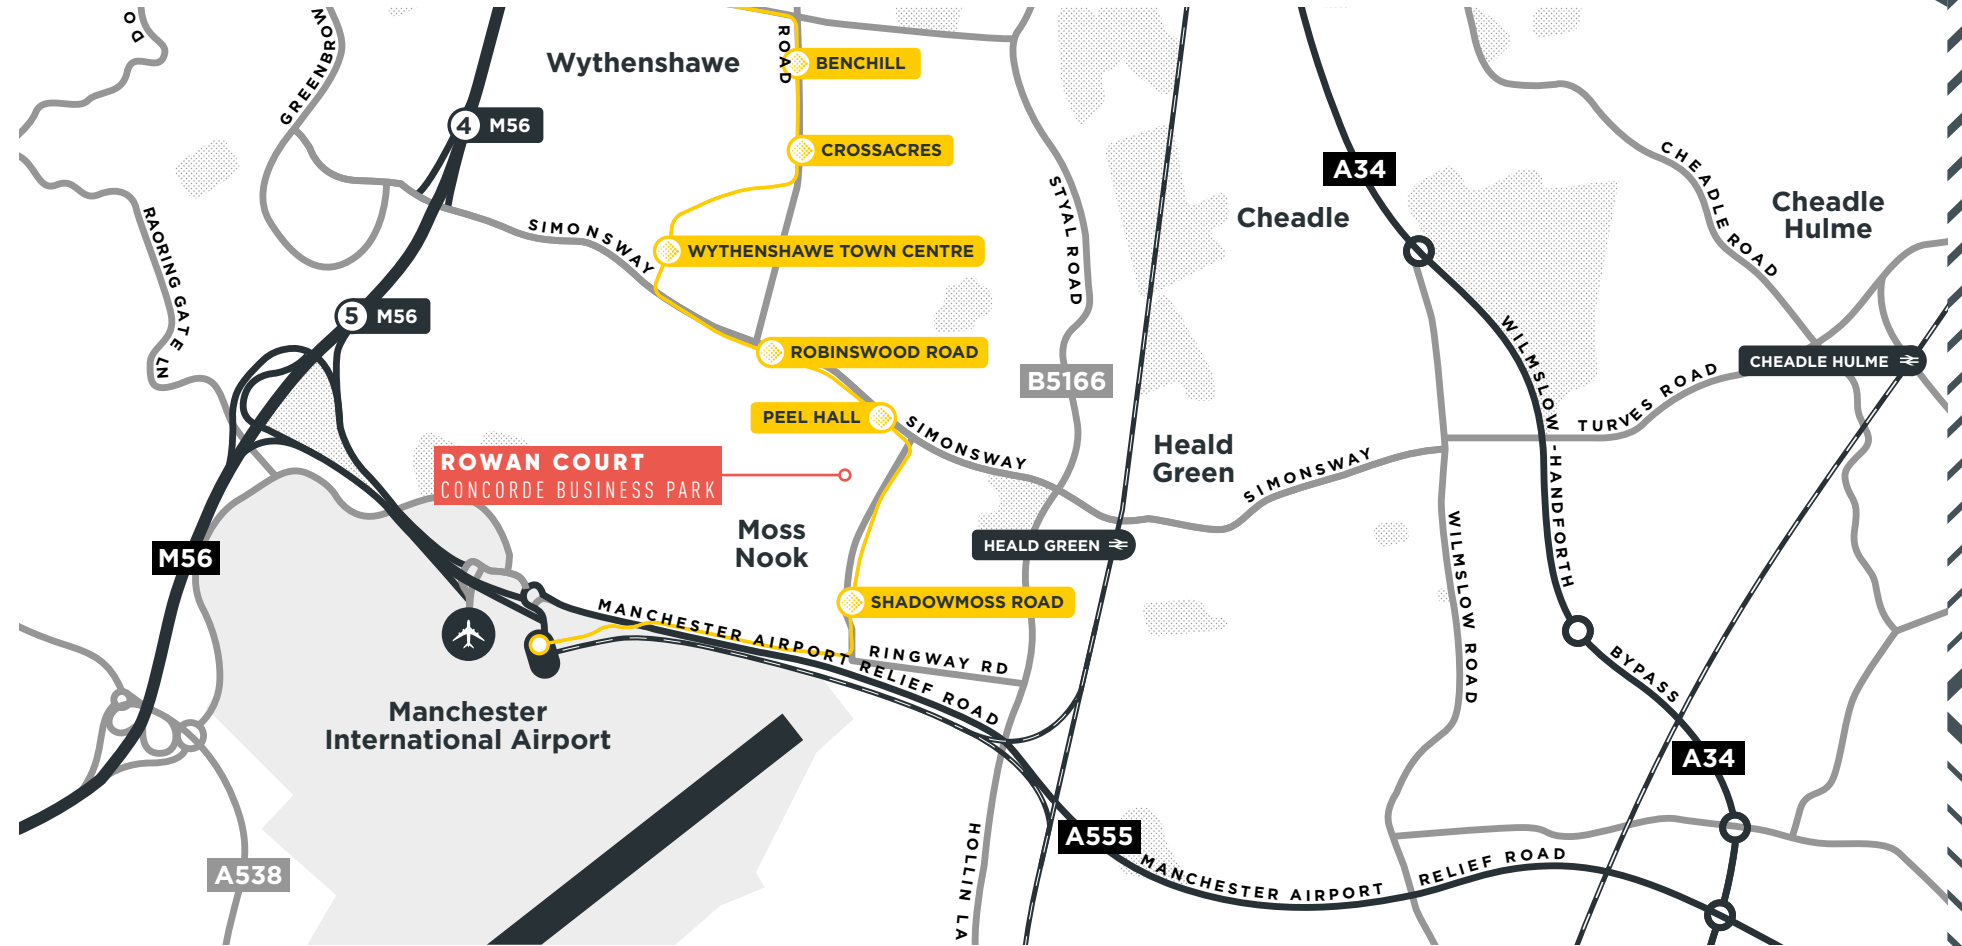 OD
GREENBROW
ROAD
Wythenshawe
BENCHILL
4 M56
CROSSACRES
A34
CHEADLE ROAD
CHEADLE ROAD
Cheadle
Hulme
STYAL ROAD
Cheadle
RAORING GATE LN
SIMONSWAY
WYTHENSHAWE TOWN CENTRE
5 M56
ROBINSWOOD ROAD
WILMSLOW - HANDFORTH
CHEADLE HULME
B5166
TURVES ROAD
PEEL HALL
SIMONSWAY
Heald
Green
SIMONSWAY
ROWAN COURT
CONCORDE BUSINESS PARK
Moss
Nook
HEALD GREEN
M56
WILMSLOW ROAD
SHADOWMOSS ROAD
MANCHESTER AIRPORT RELIEF ROAD
RINGWAY RD
BYPASS
Manchester
International Airport
A34
A555
HOLLIN LA
MANCHESTER AIRPORT RELIEF ROAD
A538